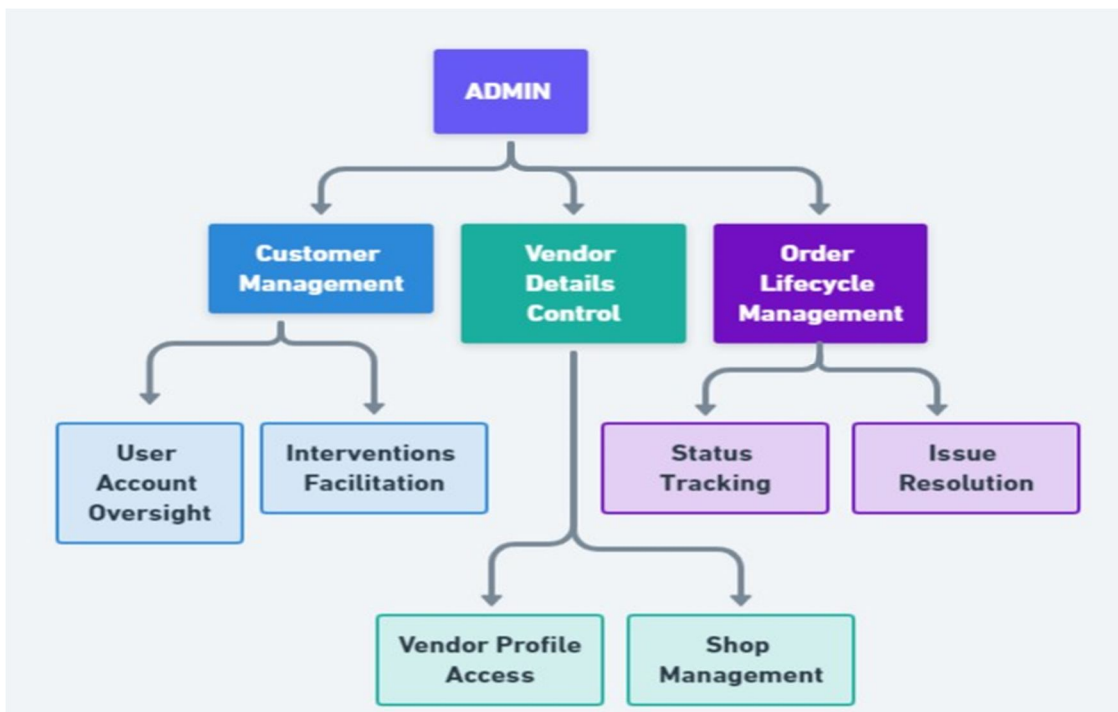 ADMIN
Customer
Management
Vendor
Details
Control
Order
Lifecycle
Management
User
Account
Oversight
Interventions
Facilitation
Status
Tracking
Issue
Resolution
Vendor Profile
Access
Shop
Management